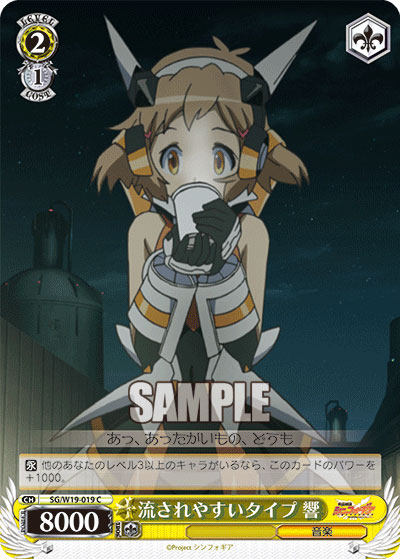 LEVEL
2
1
COST
SAMPLE
あっ、あったかいもの、どうも
永 他のあなたのレベル3以上のキャラがいるなら、このカードのパワーを
+1000。
CH SG/W19-019 C
8000
流されやすいタイプ 響
音楽
©Project シンフォギア